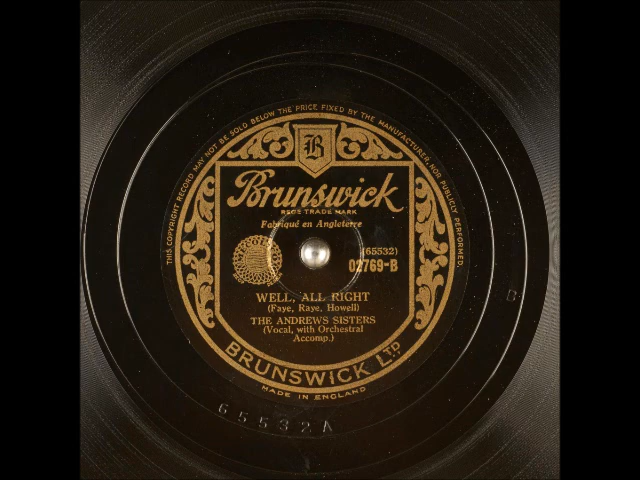 THIS COPYRIGHT RECORD MAY NOT BE SOLD BELOW THE PRICE FIXED BY THE MANUFACTURER, NOR PUBLICLY PERFORMED.
B
Brunswick
REGD TRADE MARK
Fabriqué en Angleterre
(65532)
02769-B
WELL, ALL RIGHT
(Faye, Raye, Howell)
THE ANDREWS SISTERS
(Vocal, with Orchestral
Accomp.)
BRUNSWICK LTD
MADE IN ENGLAND
65532A
B